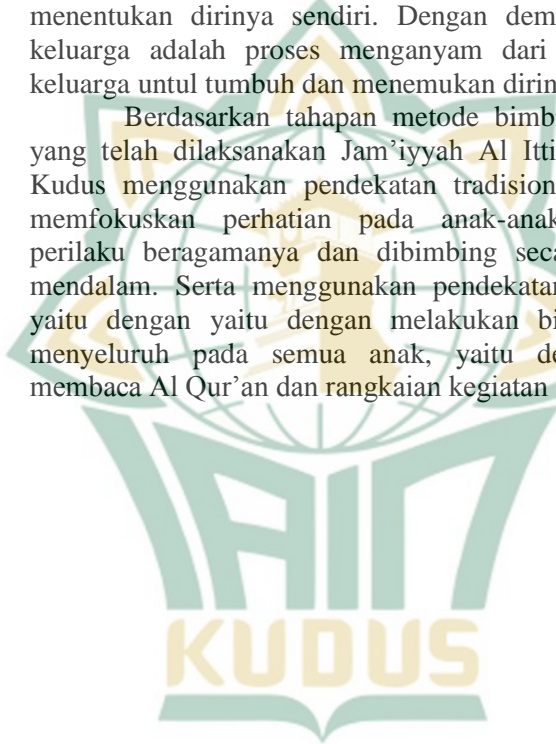 menentukan dirinya sendiri. Dengan dem
keluarga adalah proses menganyam dari
keluarga untul tumbuh dan menemukan dirin
Berdasarkan tahapan metode bimb
yang telah dilaksanakan Jam’iyyah Al Itti
Kudus menggunakan pendekatan tradision
memfokuskan perhatian pada anak-anak
perilaku beragamanya dan dibimbing seca
mendalam. Serta menggunakan pendekatan
yaitu dengan yaitu dengan melakukan bi
menyeluruh pada semua anak, yaitu de
membaca Al Qur’an dan rangkaian kegiatan
IAIN
KUDUS